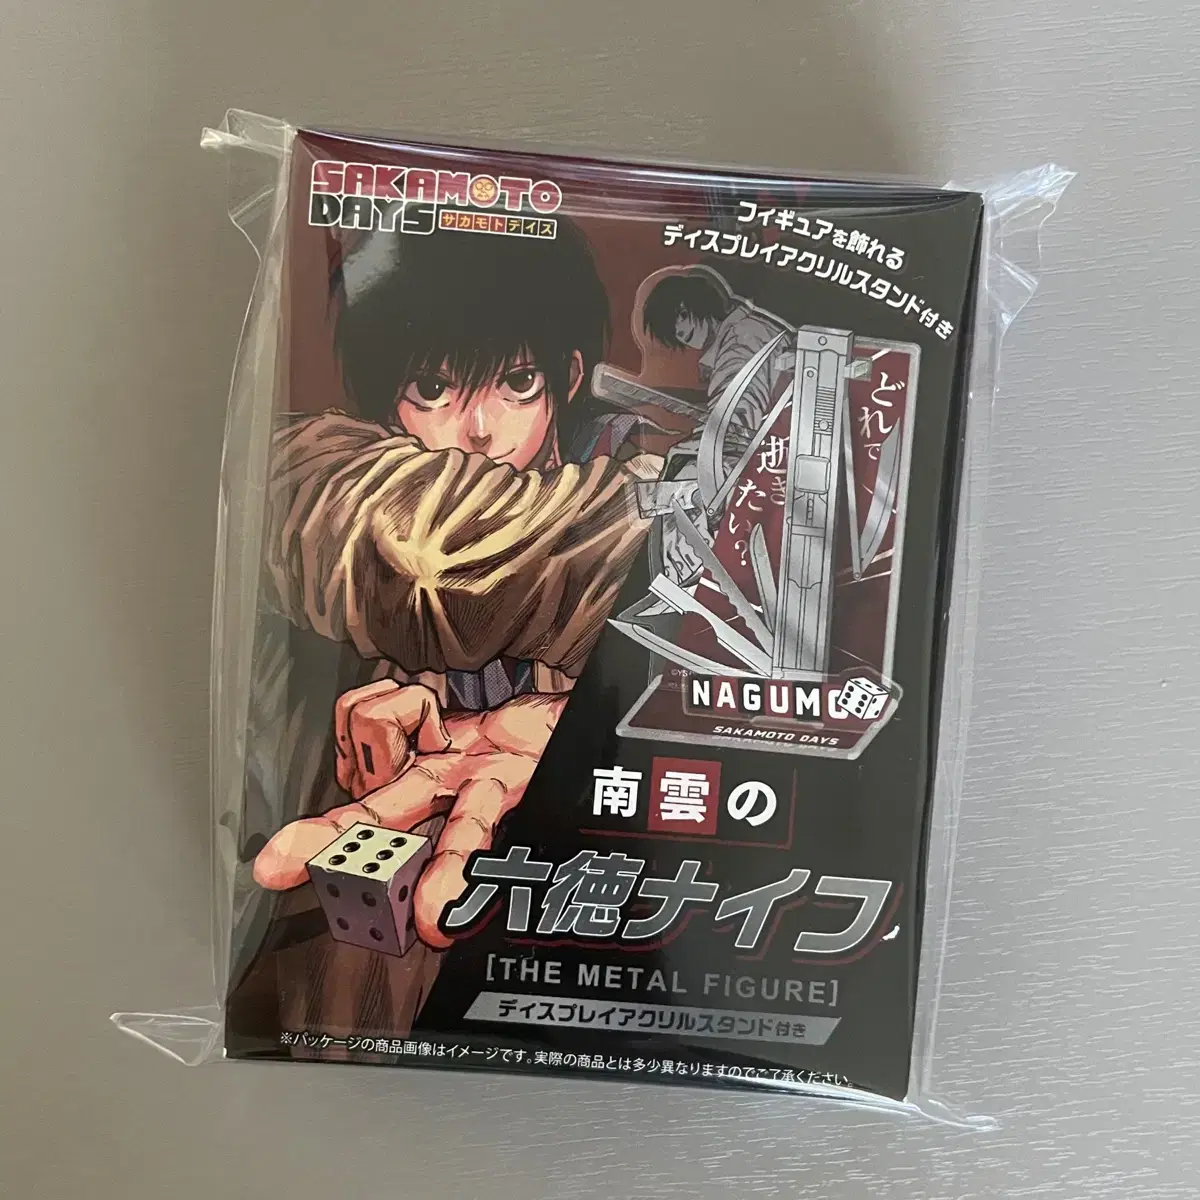 SAKAMOTO
DAYS サカモトデイズ
フィギュアを飾れる
ディスプレイアクリルスタンド付き
どれで
逝き
たい？
NAGUMO
SAKAMOTO DAYS
南雲の
六徳ナイフ
[THE METAL FIGURE]
ディスプレイアクリルスタンド付き
※パッケージの商品画像はイメージです。実際の商品とは多少異なりますのでご了承ください。